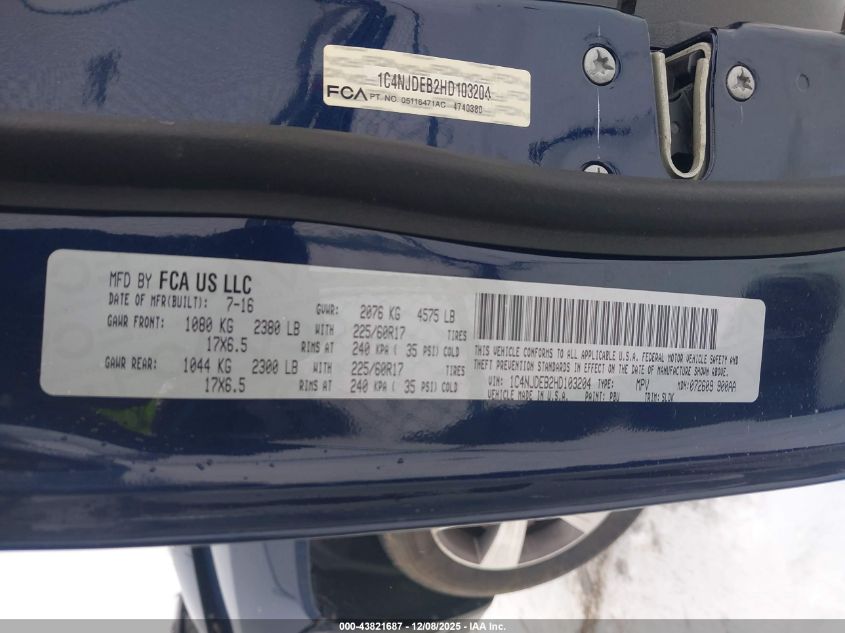 1C4NJDEB2HD103204
FCA PT NO. 05116471AC 4740380
MFD BY FCA US LLC
DATE OF MFR(BUILT): 7-16 GVWR: 2076 KG 4575 LB
GAWR FRONT: 1080 KG 2380 LB WITH 225/60R17 TIRES
17X6.5 RIMS AT 240 KPA ( 35 PSI) COLD
GAWR REAR: 1044 KG 2300 LB WITH 225/60R17 TIRES
17X6.5 RIMS AT 240 KPA ( 35 PSI) COLD
THIS VEHICLE CONFORMS TO ALL APPLICABLE U.S.A. FEDERAL MOTOR VEHICLE SAFETY AND
THEFT PREVENTION STANDARDS IN EFFECT ON THE DATE OF MANUFACTURE SHOWN ABOVE.
VIN: 1C4NJDEB2HD103204 TYPE: MPV MDH:072609 900AA
VEHICLE MADE IN U.S.A. PAINT: PBU TRIM:
000-43821687 - 12/08/2025 - IAA Inc.